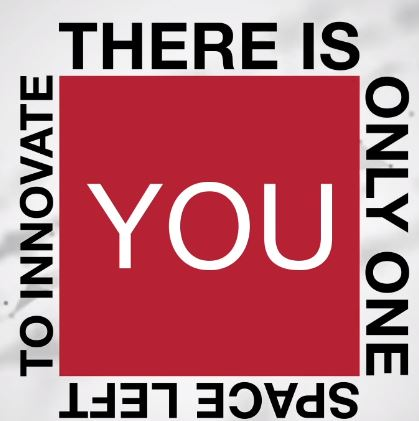 THERE IS
ONLY ONE
SPACE LEFT
TO INNOVATE
YOU